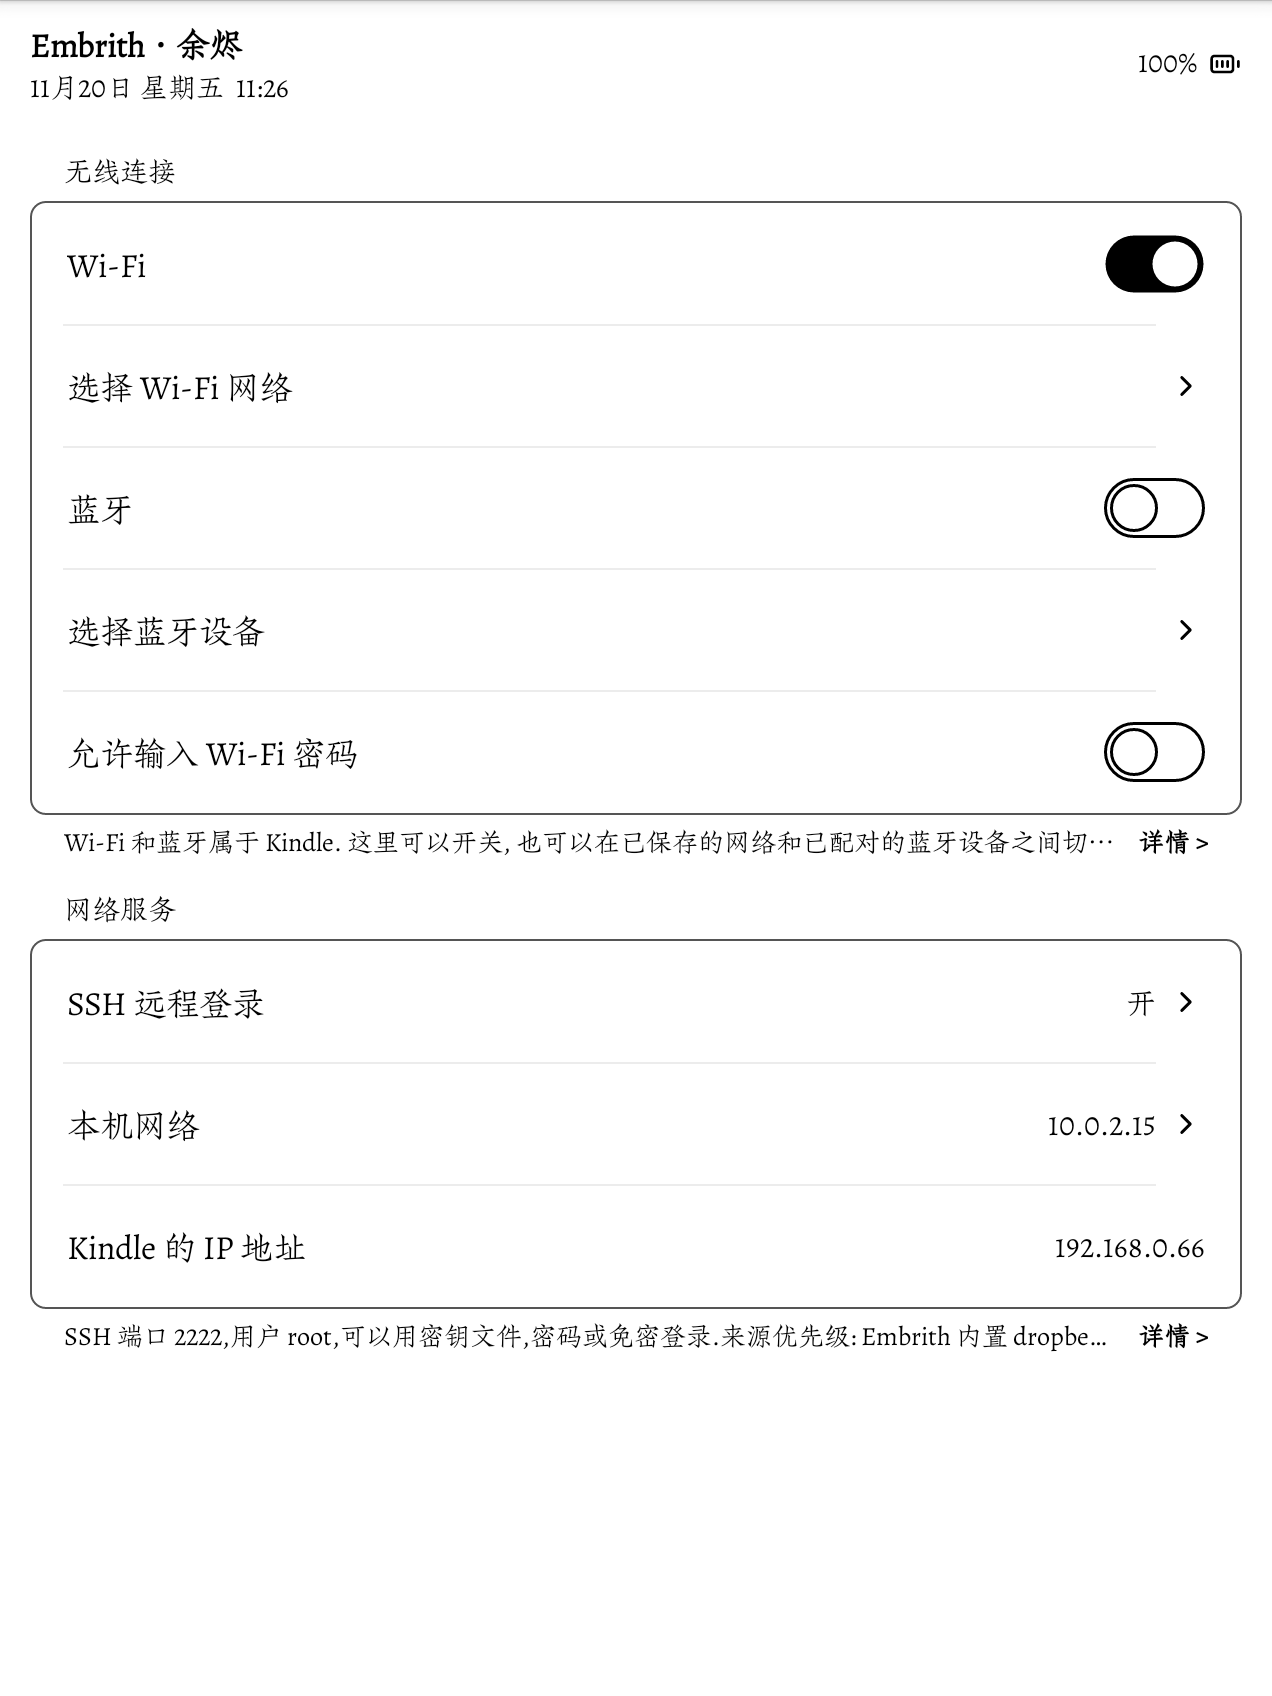 Embrith · 余烬
11月20日 星期五 11:26
100%
无线连接
Wi-Fi
选择 Wi-Fi 网络
蓝牙
选择蓝牙设备
允许输入 Wi-Fi 密码
Wi-Fi 和蓝牙属于 Kindle. 这里可以开关, 也可以在已保存的网络和已配对的蓝牙设备之间切… 详情 >
网络服务
SSH 远程登录 开
本机网络 10.0.2.15
Kindle 的 IP 地址 192.168.0.66
SSH 端口 2222,用户 root,可以用密钥文件,密码或免密登录.来源优先级: Embrith 内置 dropbe... 详情 >